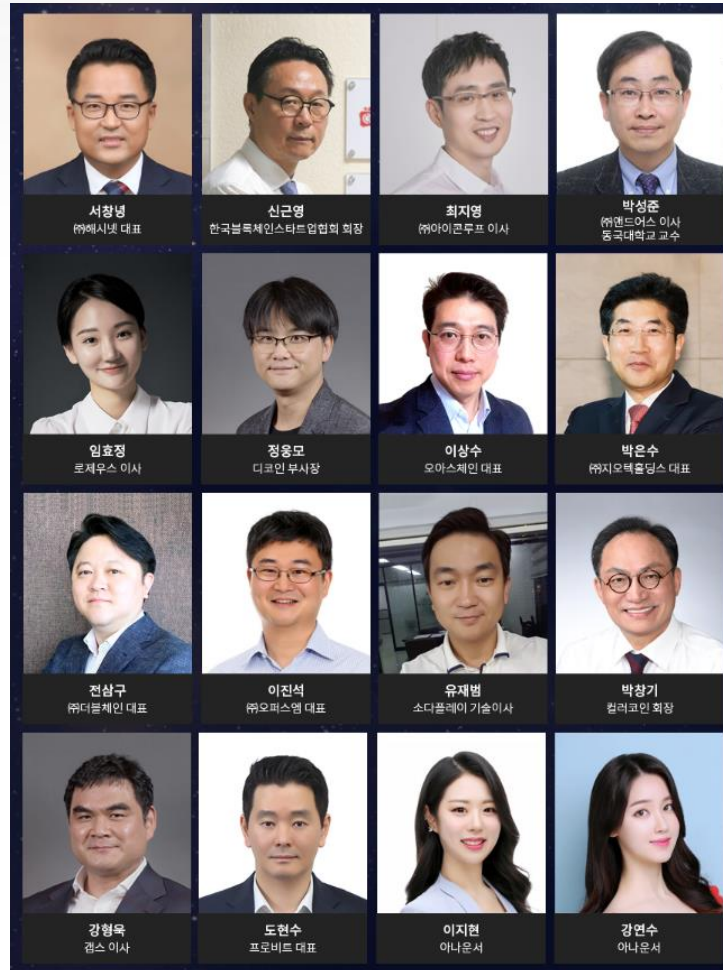 서창녕
㈜해시넷 대표
신근영
한국블록체인스타트업협회 회장
최지영
㈜아이콘루프 이사
박성준
㈜앤드어스 이사
동국대학교 교수
임효정
로제우스 이사
정웅모
디코인 부사장
이상수
오아스체인 대표
박은수
㈜지오텍홀딩스 대표
전삼구
㈜더블체인 대표
이진석
㈜오퍼스엠 대표
유재범
소다플레이 기술이사
박창기
컬러코인 회장
강형욱
갭스 이사
도현수
프로비트 대표
이지현
아나운서
강연수
아나운서